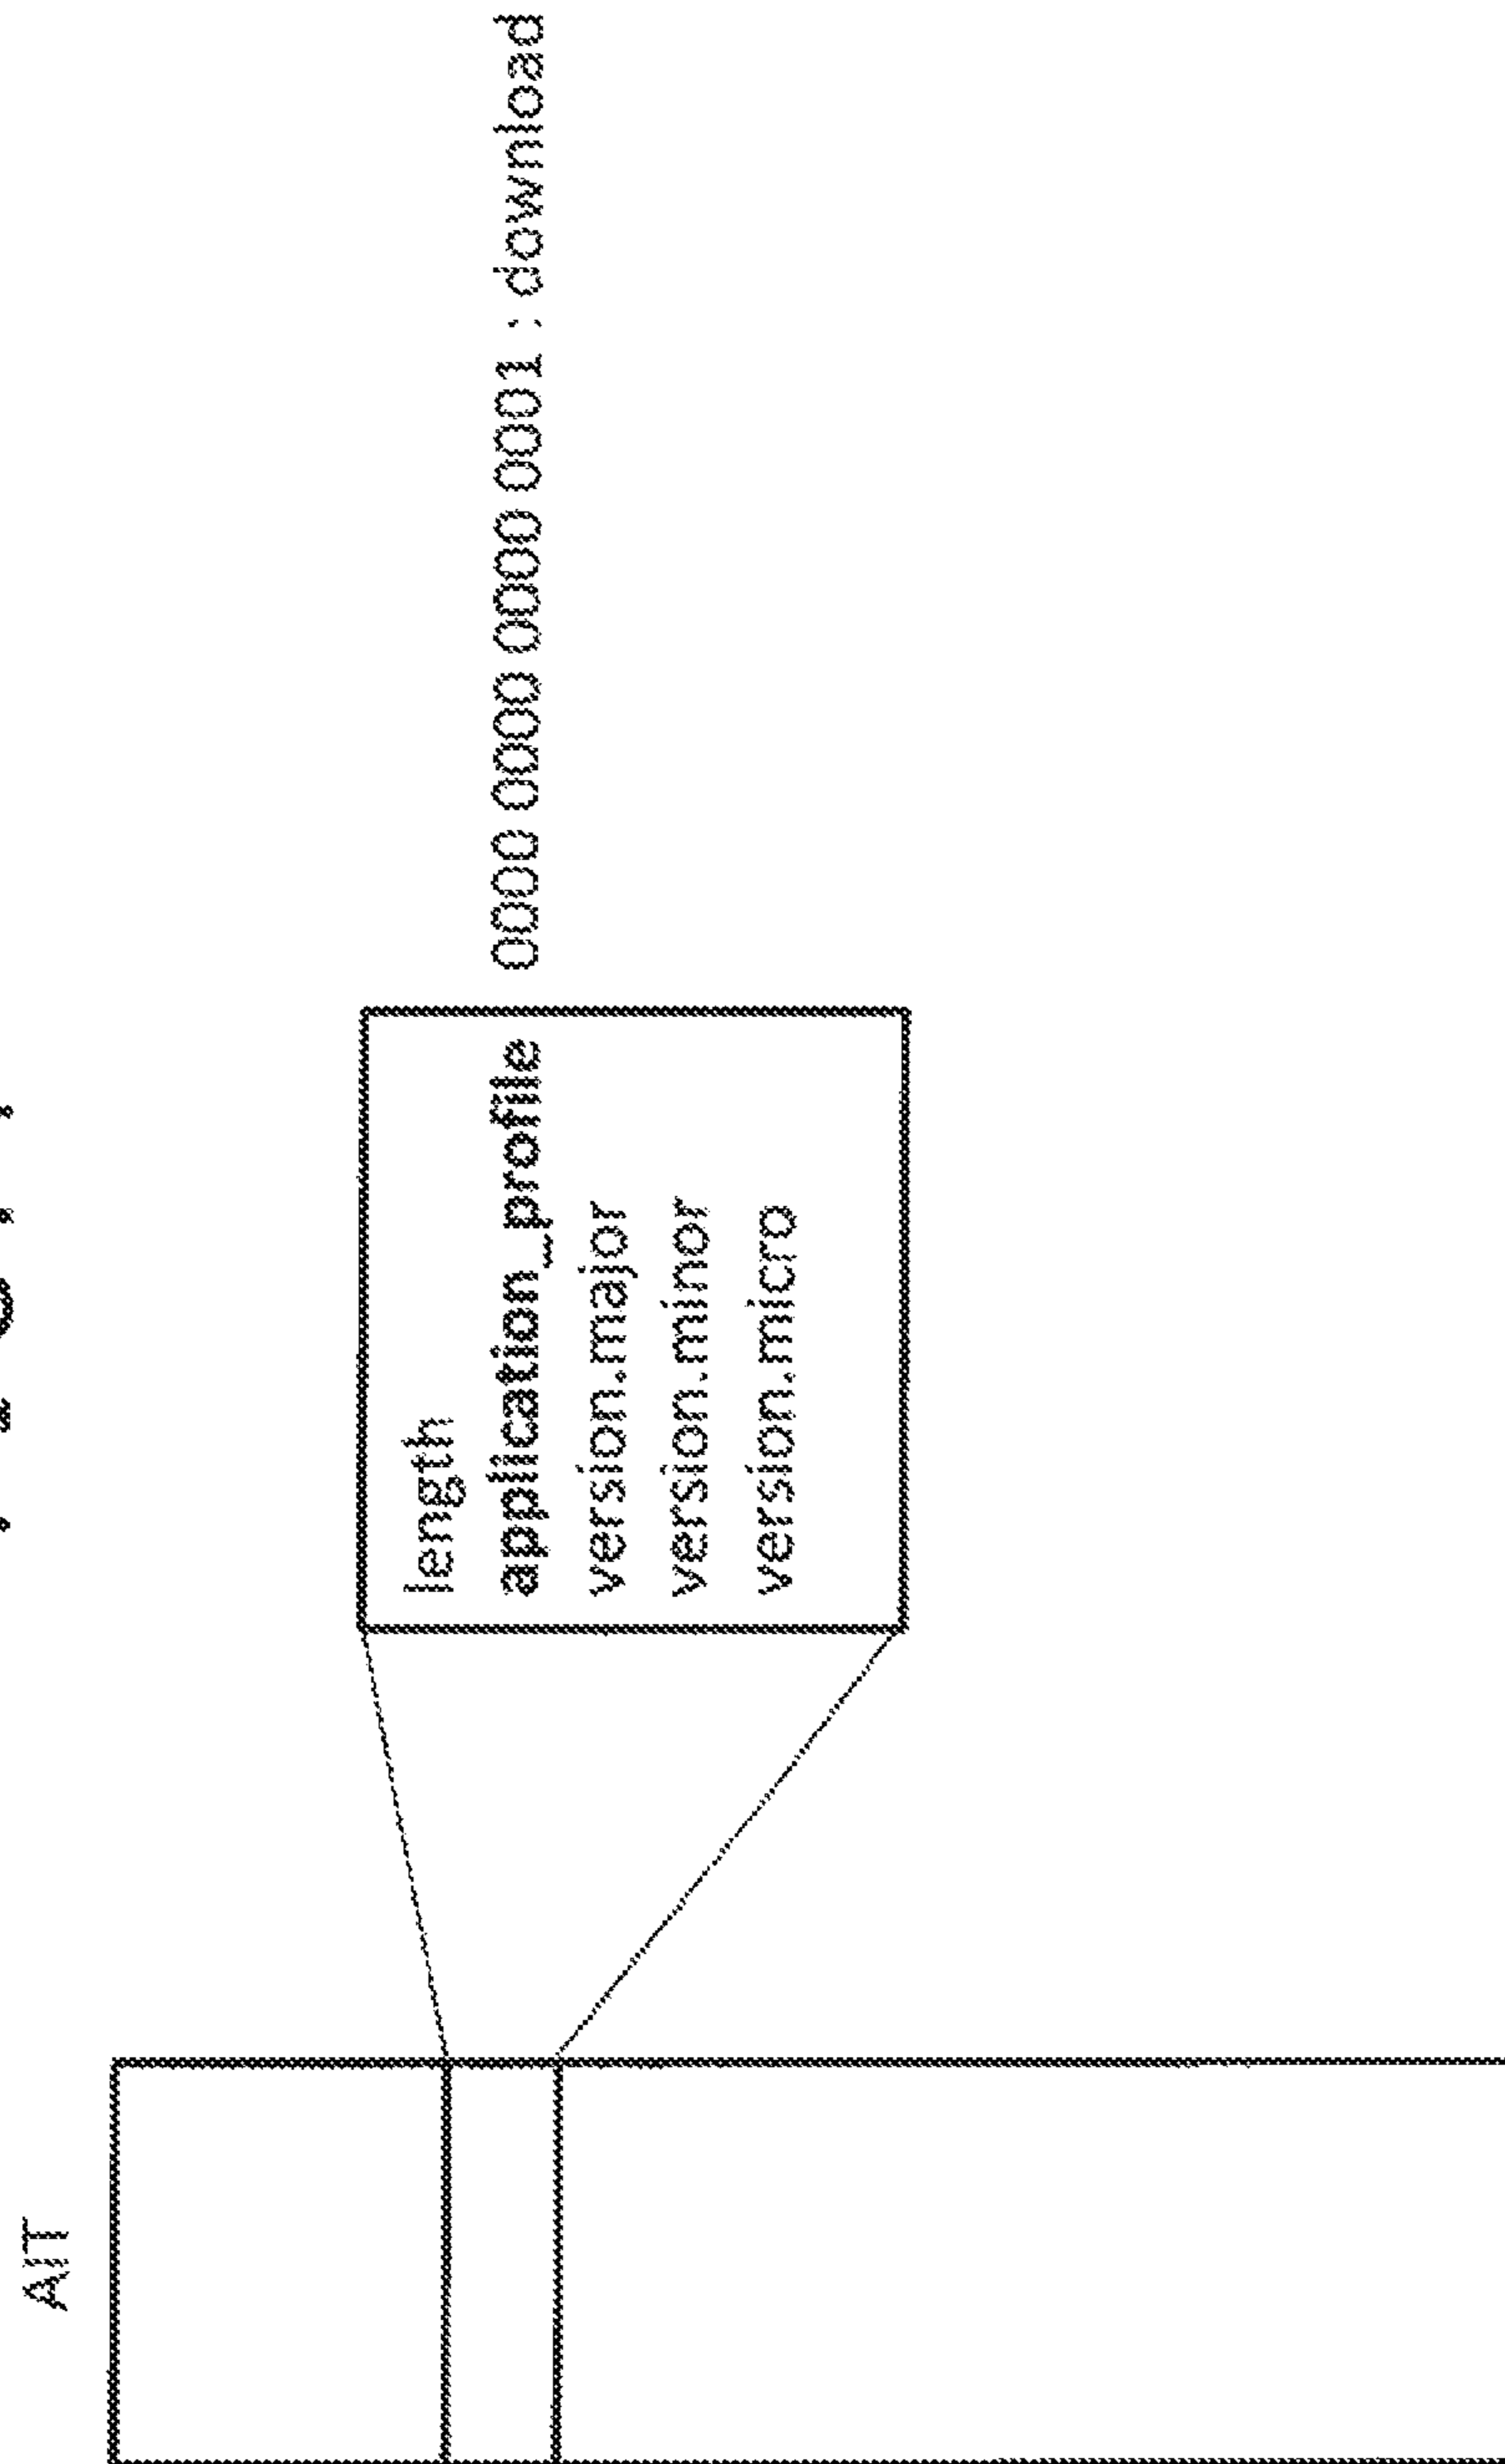 AIT
length
application_profile 0000 0000 0000 0001 : download
version.major
version.minor
version.micro